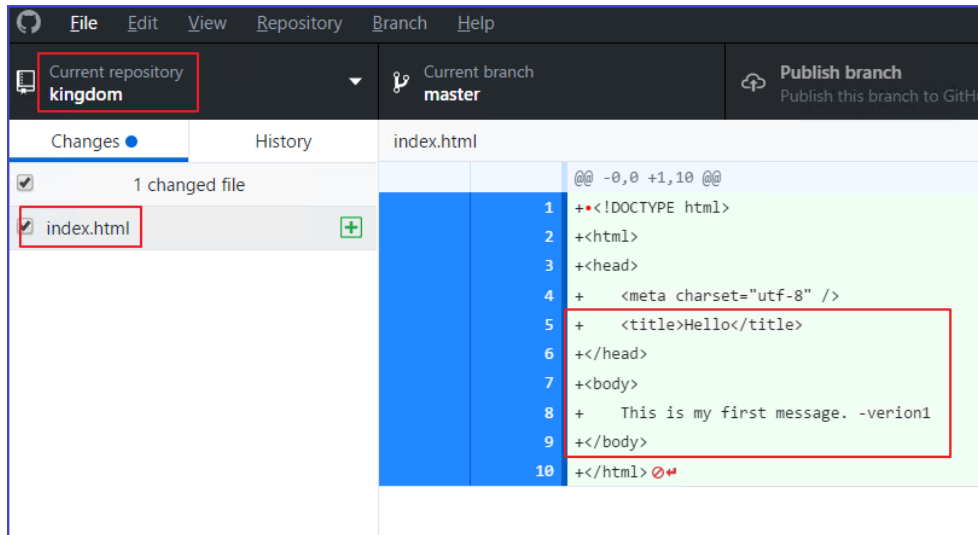 File Edit View Repository Branch Help
Current repository
kingdom
Current branch
master
Publish branch
Publish this branch to GitH
Changes
History
1 changed file
index.html
index.html
@@ -0,0 +1,10 @@
1 +•<!DOCTYPE html>
2 +<html>
3 +<head>
4 +    <meta charset="utf-8" />
5 +    <title>Hello</title>
6 +</head>
7 +<body>
8 +    This is my first message. -verion1
9 +</body>
10 +</html>